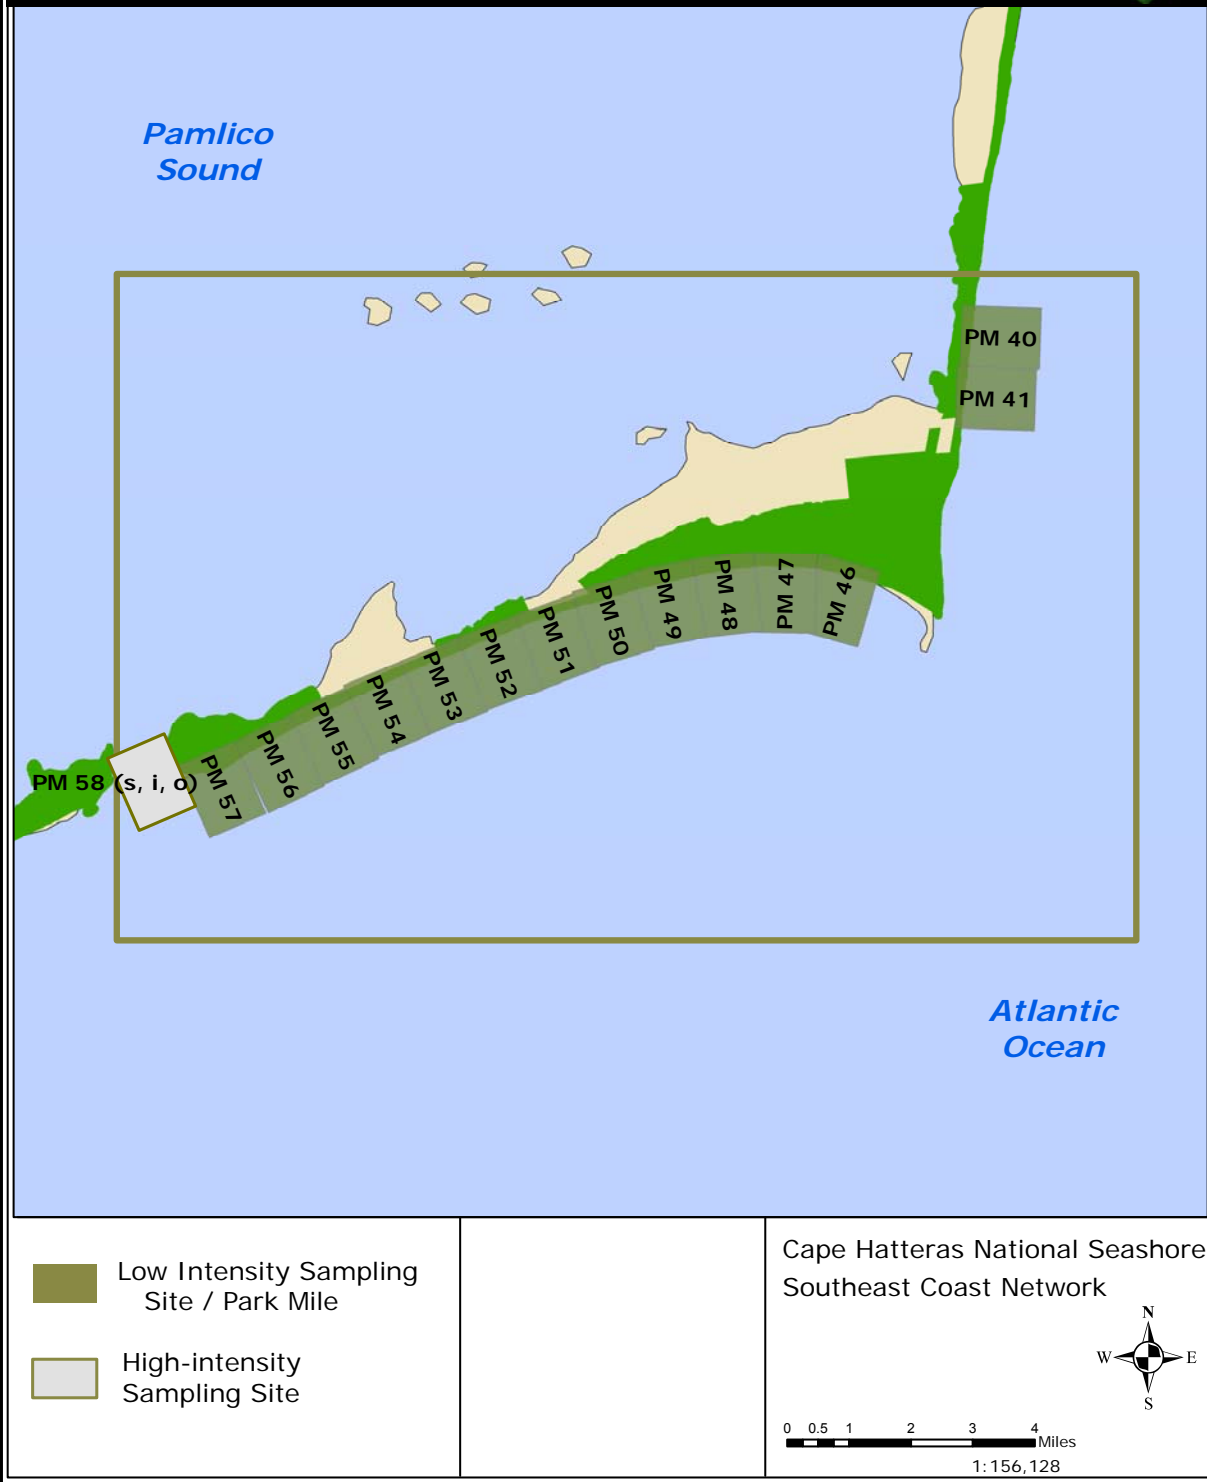 Pamlico
Sound
PM 40
PM 41
PM 46
PM 47
PM 48
PM 49
PM 50
PM 51
PM 52
PM 53
PM 54
PM 55
PM 56
PM 57
PM 58 (s, i, o)
Atlantic
Ocean
Low Intensity Sampling
Site / Park Mile
High-intensity
Sampling Site
Cape Hatteras National Seashore
Southeast Coast Network
N
W E
S
0 0.5 1 2 3 4
Miles
1:156,128